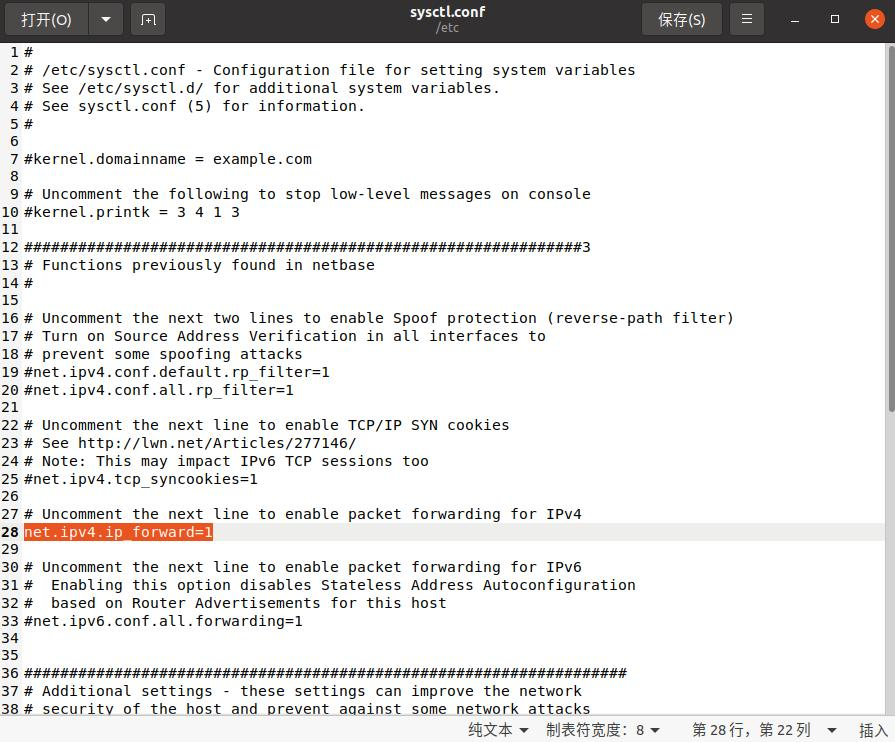 打开(O)
sysctl.conf
/etc
保存(S)
1 #
2 # /etc/sysctl.conf - Configuration file for setting system variables
3 # See /etc/sysctl.d/ for additional system variables.
4 # See sysctl.conf (5) for information.
5 #
6
7 #kernel.domainname = example.com
8
9 # Uncomment the following to stop low-level messages on console
10 #kernel.printk = 3 4 1 3
11
12 ##############################################################3
13 # Functions previously found in netbase
14 #
15
16 # Uncomment the next two lines to enable Spoof protection (reverse-path filter)
17 # Turn on Source Address Verification in all interfaces to
18 # prevent some spoofing attacks
19 #net.ipv4.conf.default.rp_filter=1
20 #net.ipv4.conf.all.rp_filter=1
21
22 # Uncomment the next line to enable TCP/IP SYN cookies
23 # See http://lwn.net/Articles/277146/
24 # Note: This may impact IPv6 TCP sessions too
25 #net.ipv4.tcp_syncookies=1
26
27 # Uncomment the next line to enable packet forwarding for IPv4
28 net.ipv4.ip_forward=1
29
30 # Uncomment the next line to enable packet forwarding for IPv6
31 #  Enabling this option disables Stateless Address Autoconfiguration
32 #  based on Router Advertisements for this host
33 #net.ipv6.conf.all.forwarding=1
34
35
36 ###################################################################
37 # Additional settings - these settings can improve the network
38 # security of the host and prevent against some network attacks
纯文本 制表符宽度：8 第 28 行，第 22 列 插入